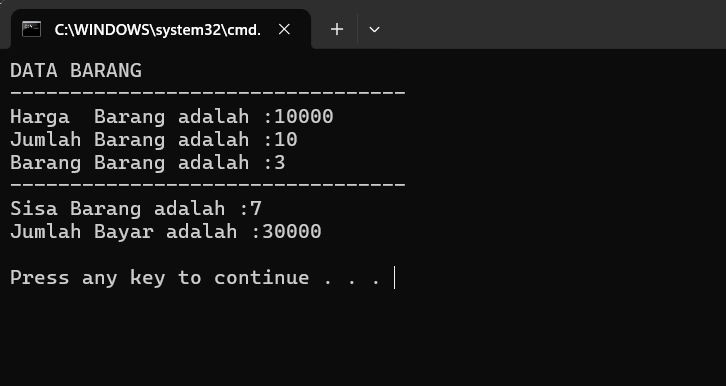 C:\WINDOWS\system32\cmd.
DATA BARANG
---------------------------------
Harga  Barang adalah :10000
Jumlah Barang adalah :10
Barang Barang adalah :3
---------------------------------
Sisa Barang adalah :7
Jumlah Bayar adalah :30000
Press any key to continue . . .